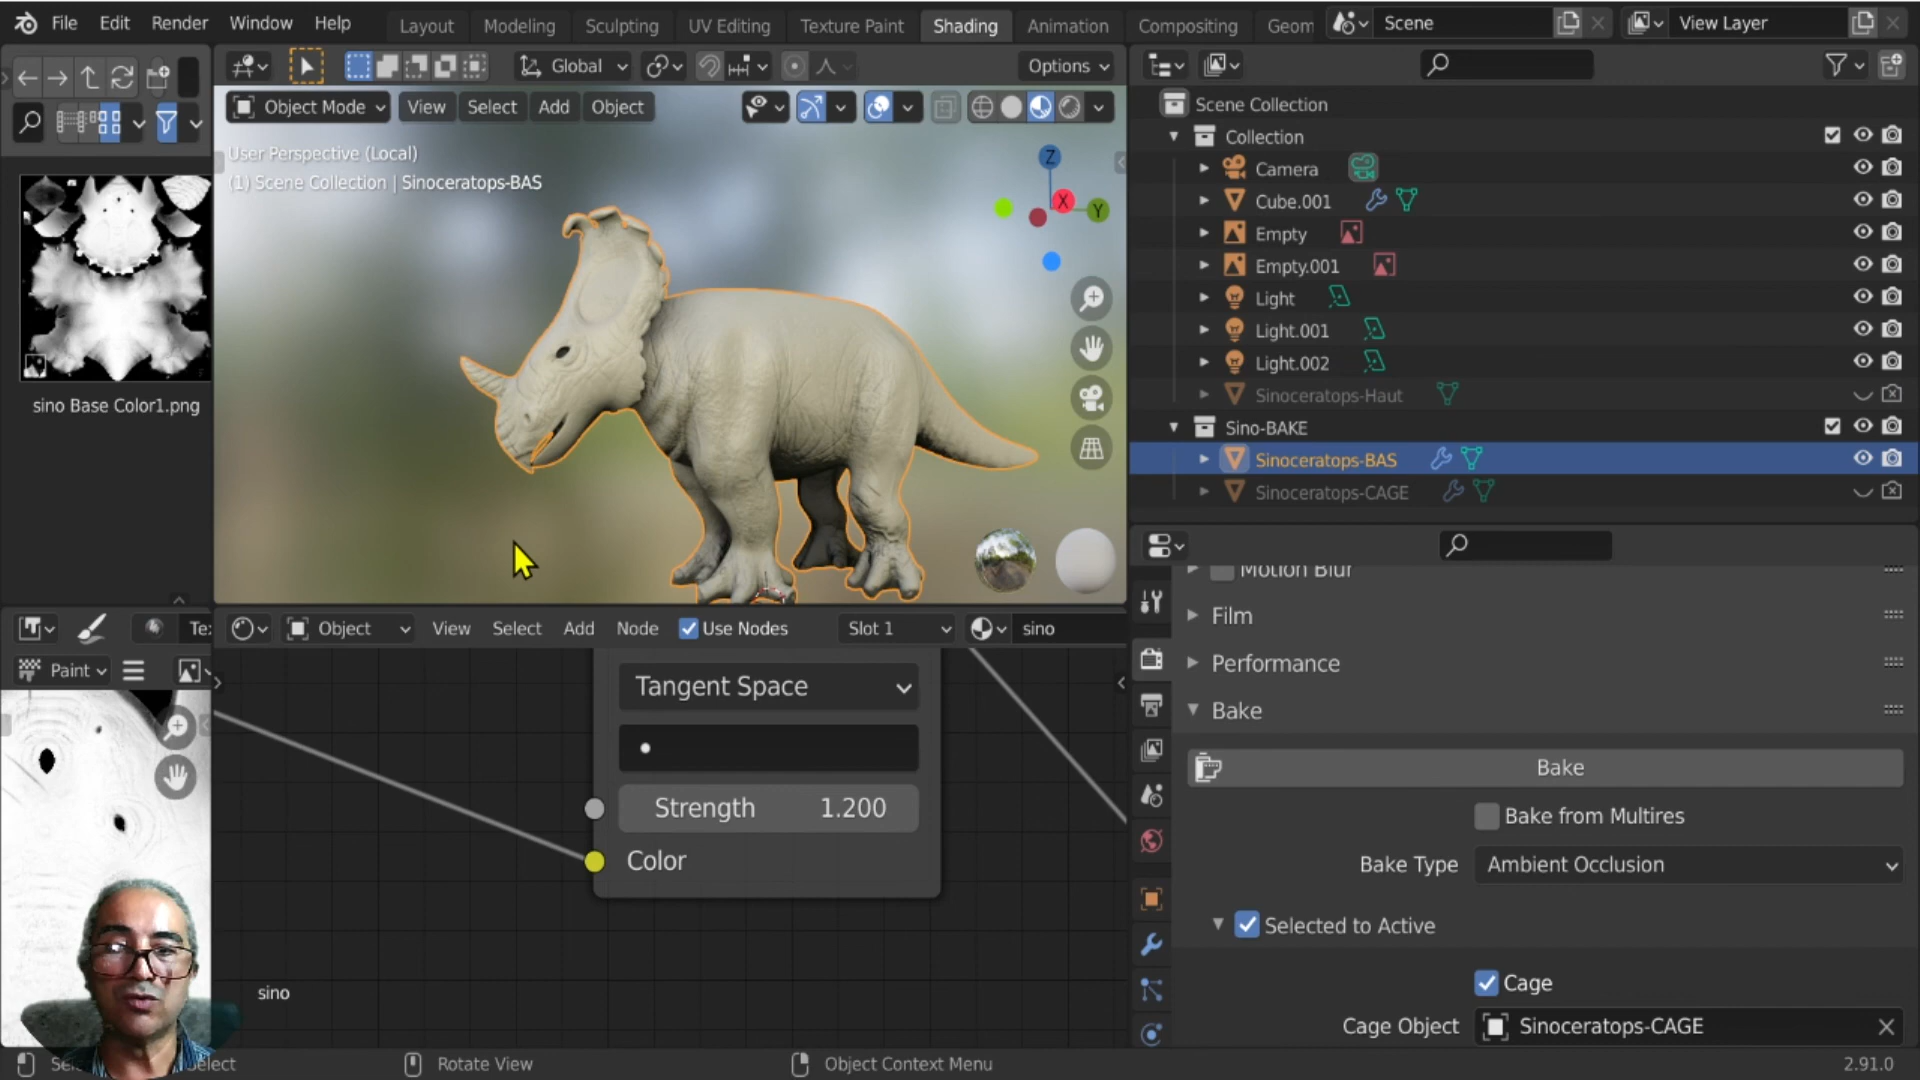 File Edit Render Window Help Layout Modeling Sculpting UV Editing Texture Paint Shading Animation Compositing Geom Scene View Layer
Global Options
Object Mode View Select Add Object
User Perspective (Local)
(1) Scene Collection | Sinoceratops-BAS
Z
X
Y
sino Base Color1.png
Scene Collection
Collection
Camera
Cube.001
Empty
Empty.001
Light
Light.001
Light.002
Sinoceratops-Haut
Sino-BAKE
Sinoceratops-BAS
Sinoceratops-CAGE
Object View Select Add Node Use Nodes Slot 1 sino
Paint
Tangent Space
Strength 1.200
Color
sino
Motion Blur
Film
Performance
Bake
Bake
Bake from Multires
Bake Type Ambient Occlusion
Selected to Active
Cage
Cage Object Sinoceratops-CAGE
Rotate View Object Context Menu 2.91.0